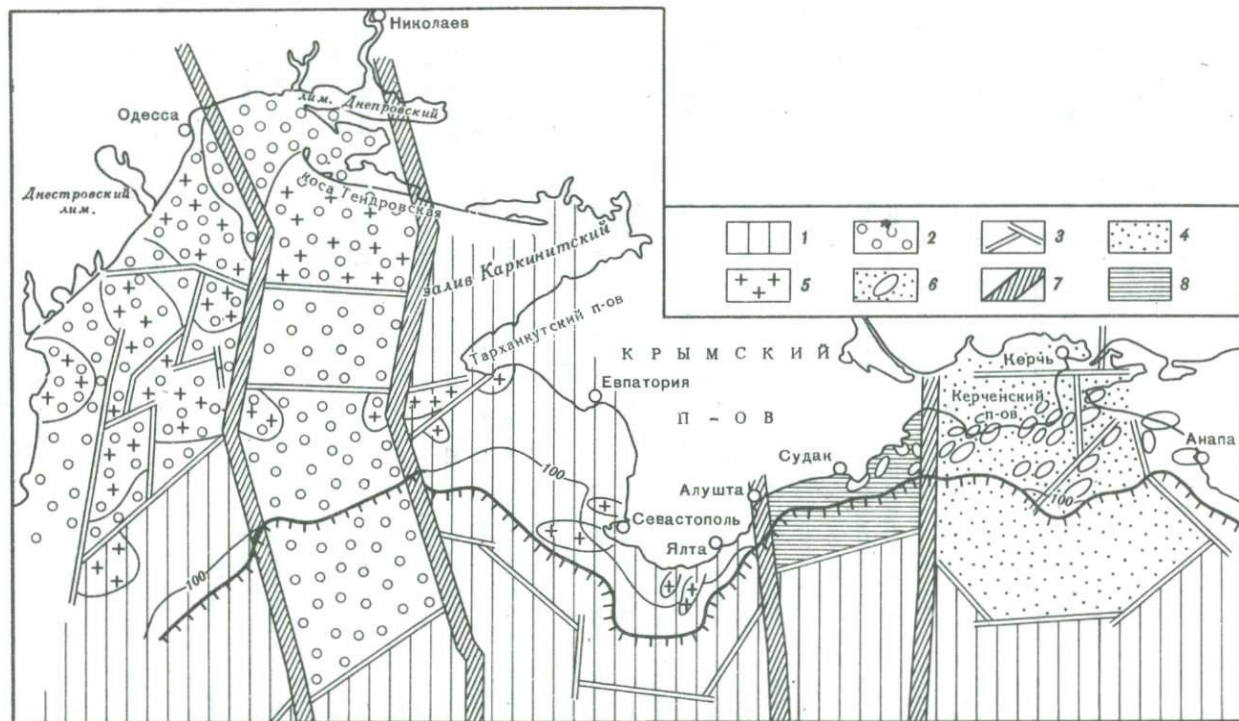 Николаев
лим. Днепровский
Одесса
коса Тендровская
Днестровский
лим.
залив Каркинитский
1
2
3
4
5
6
7
8
Тарханкутский п-ов
КРЫМСКИЙ
П-ОВ
Евпатория
Керчь
Керченский
п-ов
Анапа
Судак
Алушта
100
100
Севастополь
Ялта
100